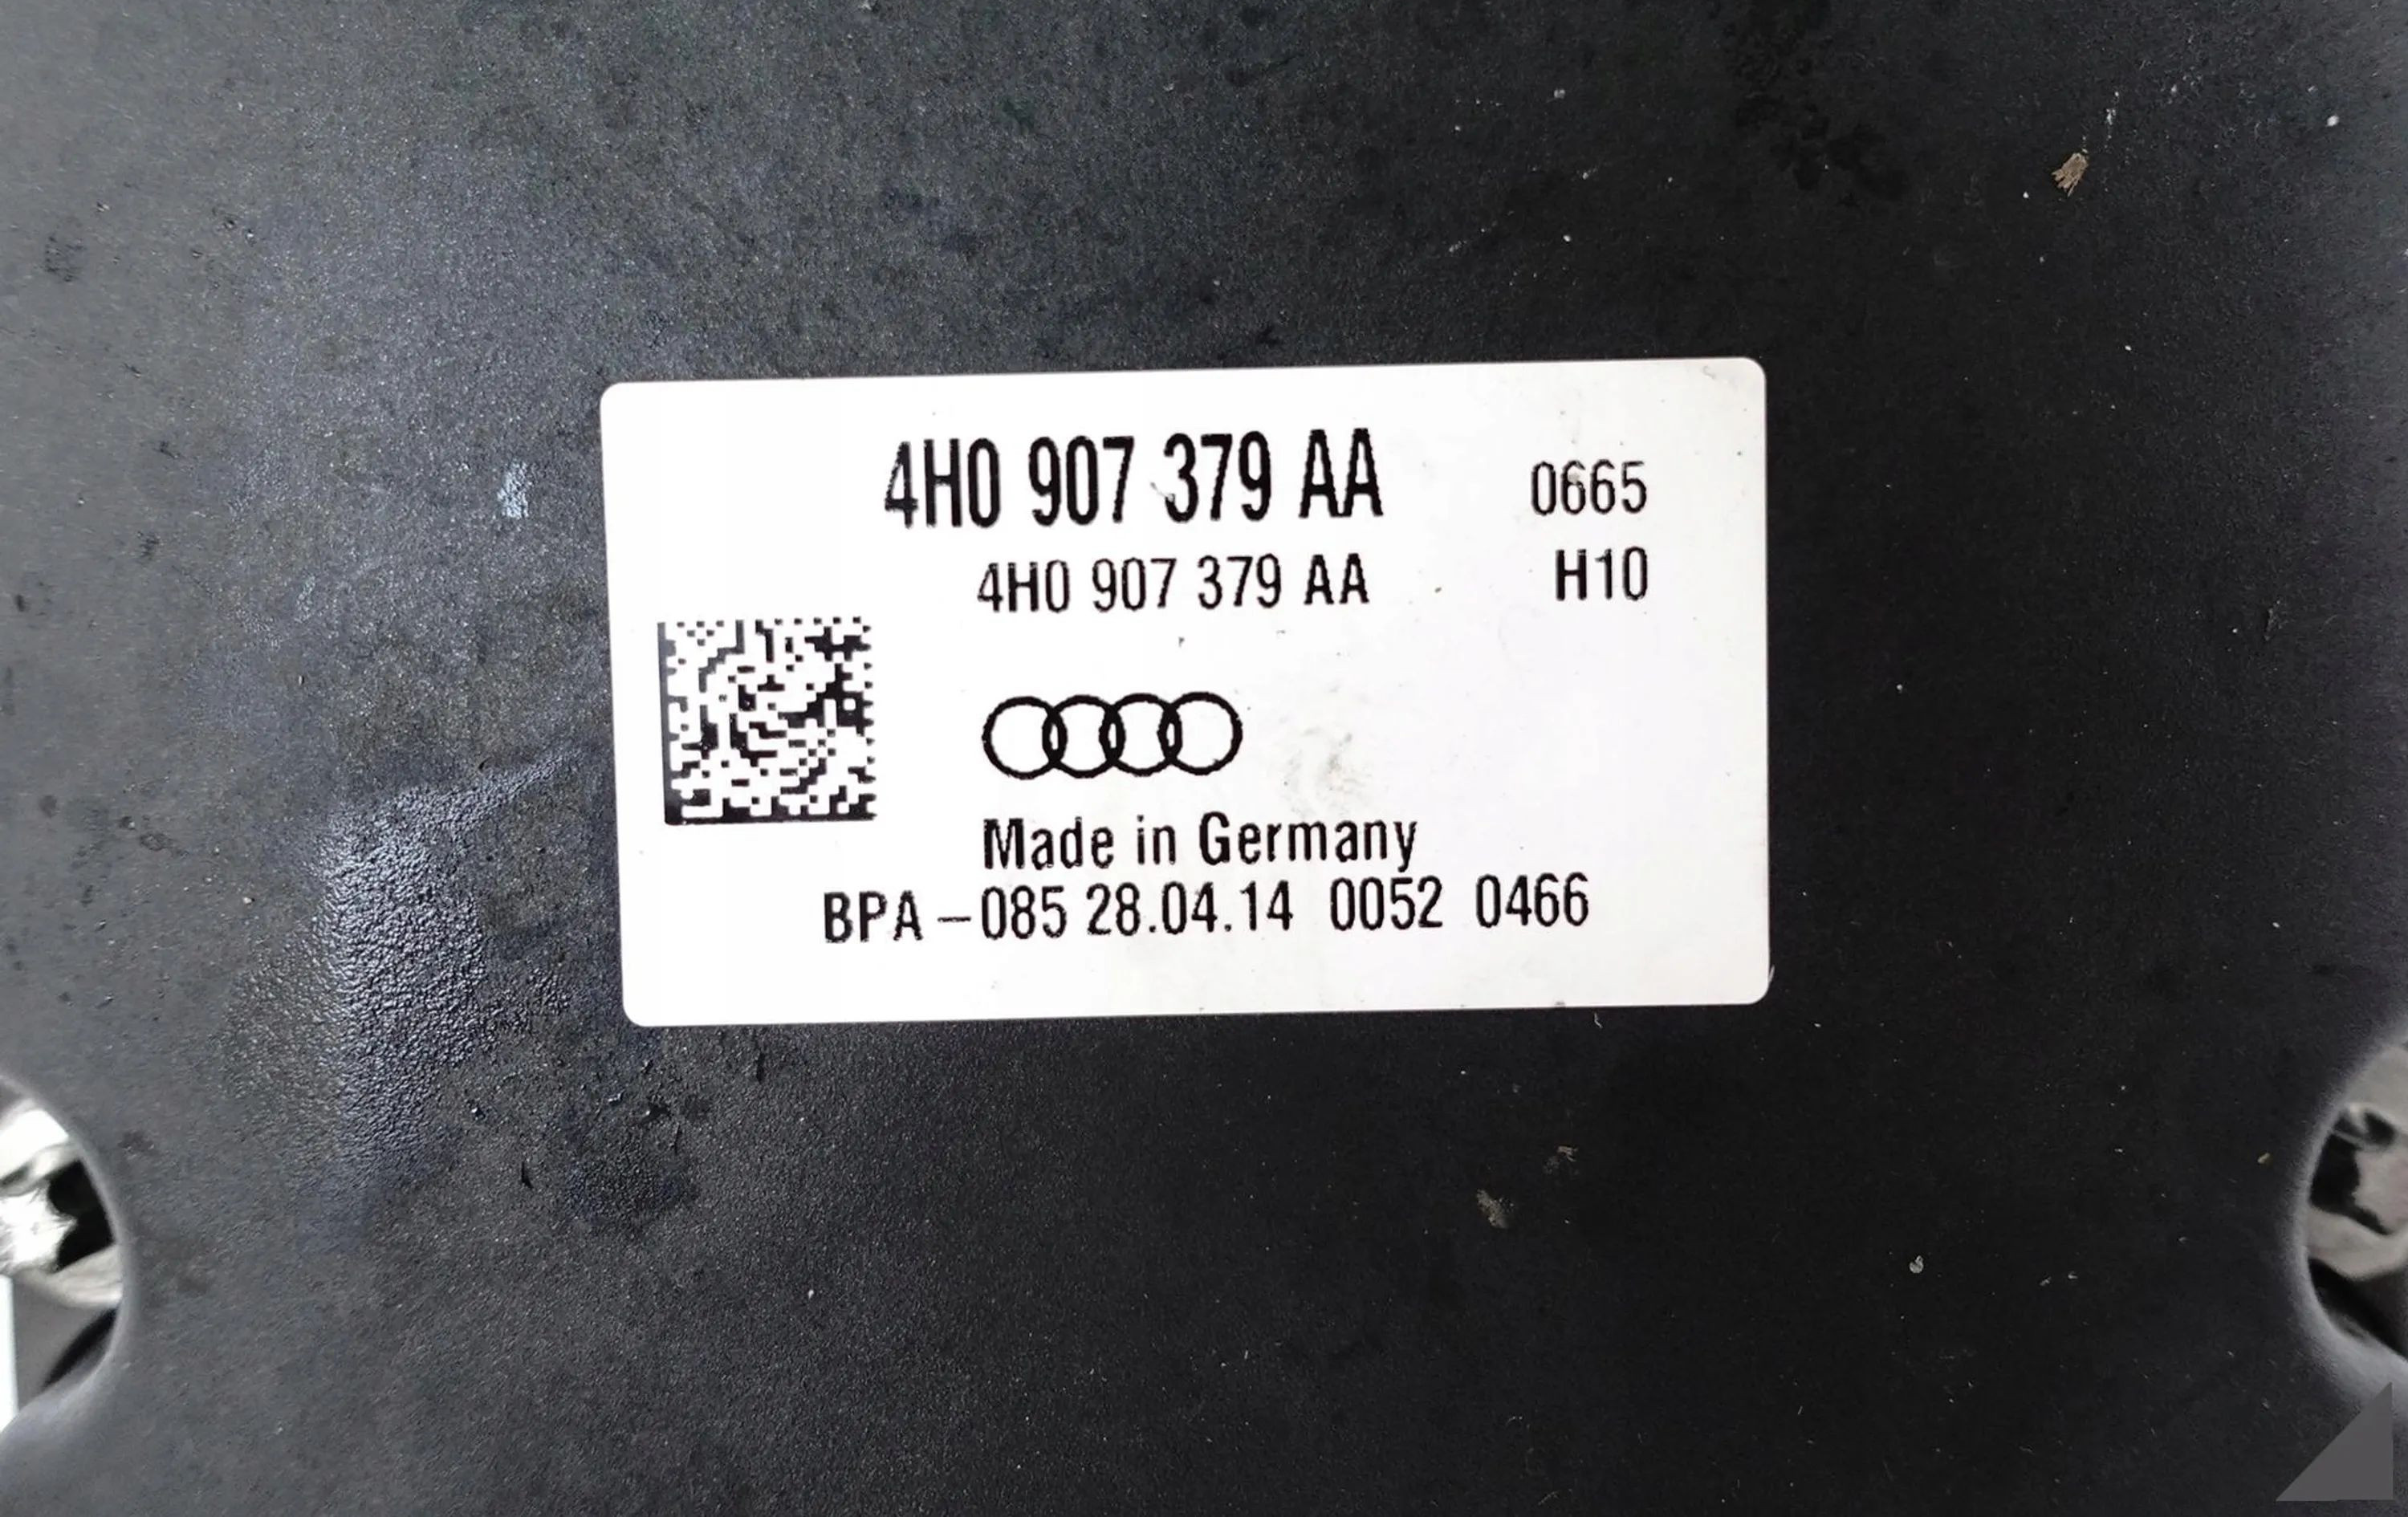 4H0 907 379 AA 0665
4H0 907 379 AA H10
Made in Germany
BPA-085 28.04.14 0052 0466